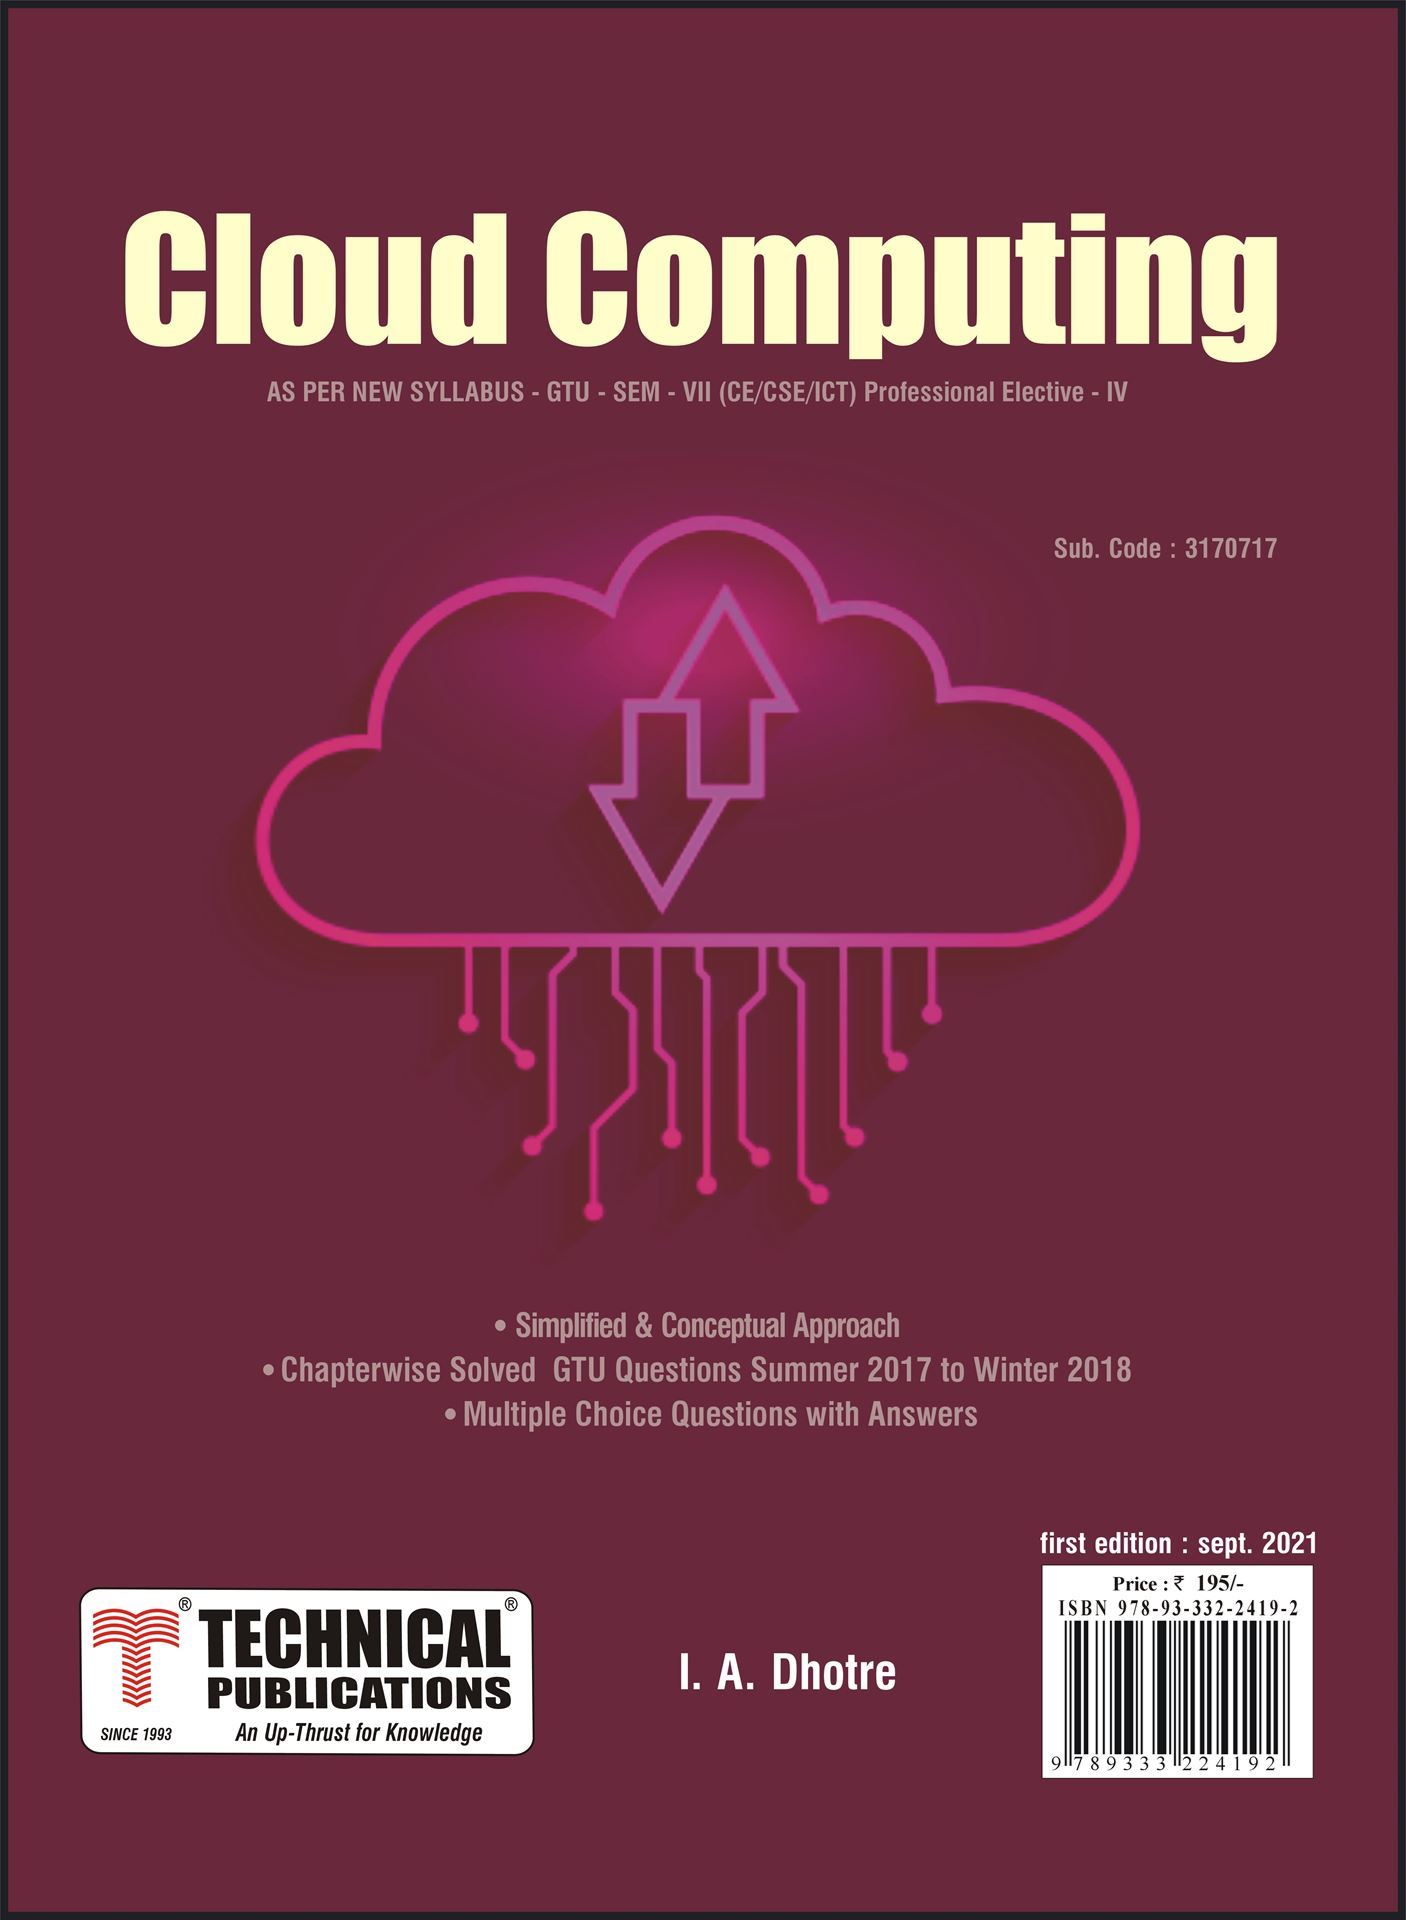 Cloud Computing
AS PER NEW SYLLABUS - GTU - SEM - VII (CE/CSE/ICT) Professional Elective - IV
Sub. Code : 3170717
• Simplified & Conceptual Approach
• Chapterwise Solved GTU Questions Summer 2017 to Winter 2018
• Multiple Choice Questions with Answers
first edition : sept. 2021
Price : ₹ 195/-
ISBN 978-93-332-2419-2
9 789333 224192
® TECHNICAL ®
PUBLICATIONS
SINCE 1993 An Up-Thrust for Knowledge
I. A. Dhotre